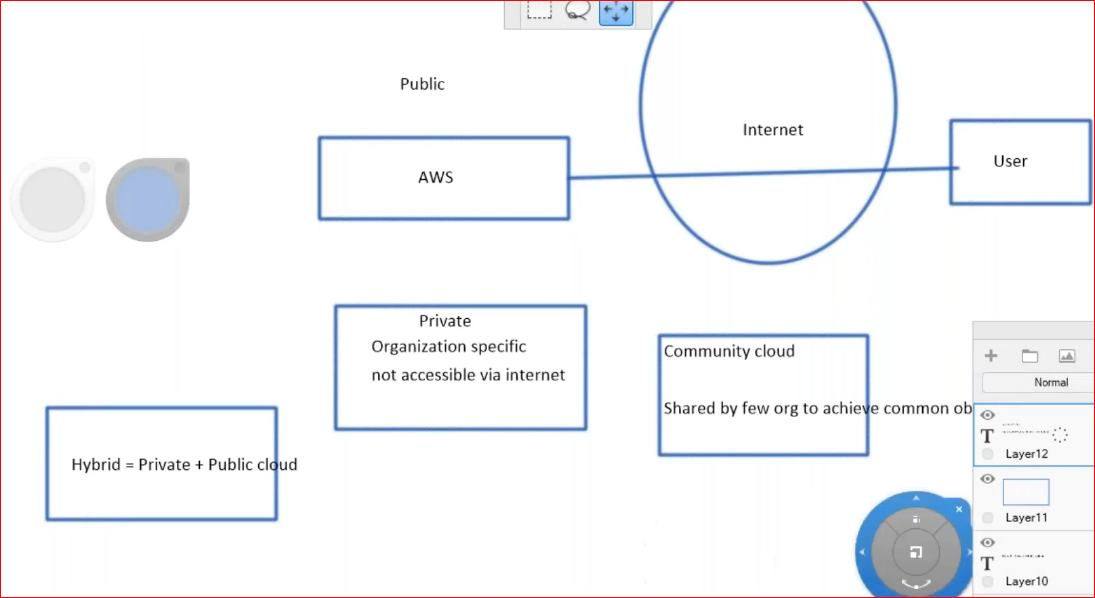 Public
Internet
User
AWS
Private
Organization specific
not accessible via internet
Community cloud
Shared by few org to achieve common ob
Hybrid = Private + Public cloud
Normal
T
Layer12
Layer11
T
Layer10